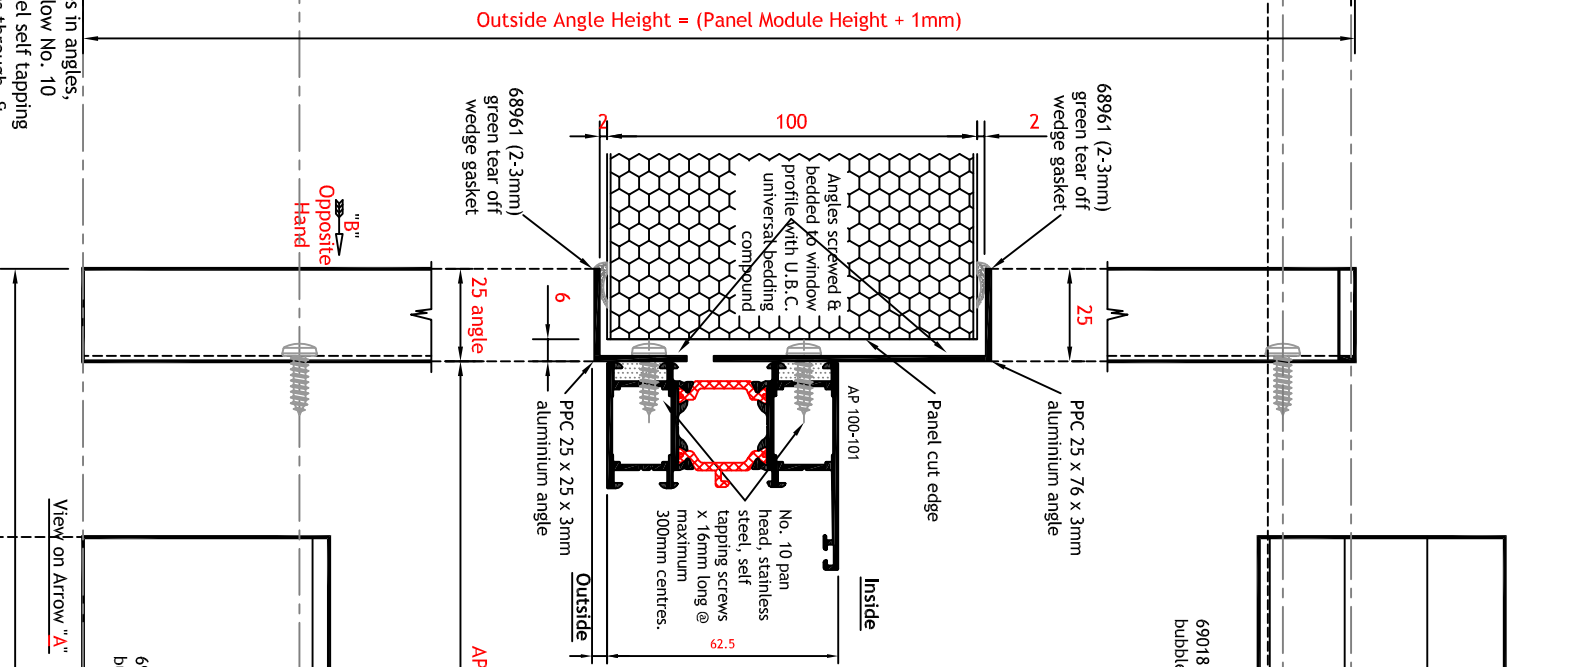 Outside Angle Height = (Panel Module Height + 1mm)
s in angles,
low No. 10
el self tapping
68961 (2-3mm)
green tear off
wedge gasket
2
100
2
68961 (2-3mm)
green tear off
wedge gasket
Angles screwed &
bedded to window
profile with U.B.C.
universal bedding
compound
"B"
Opposite
Hand
25 angle
6
25
PPC 25 x 25 x 3mm
aluminium angle
AP 100-101
Panel cut edge
PPC 25 x 76 x 3mm
aluminium angle
No. 10 pan
head, stainless
steel, self
tapping screws
x 16mm long @
maximum
300mm centres.
Outside
Inside
62.5
View on Arrow "A"
AP
69018
bubble